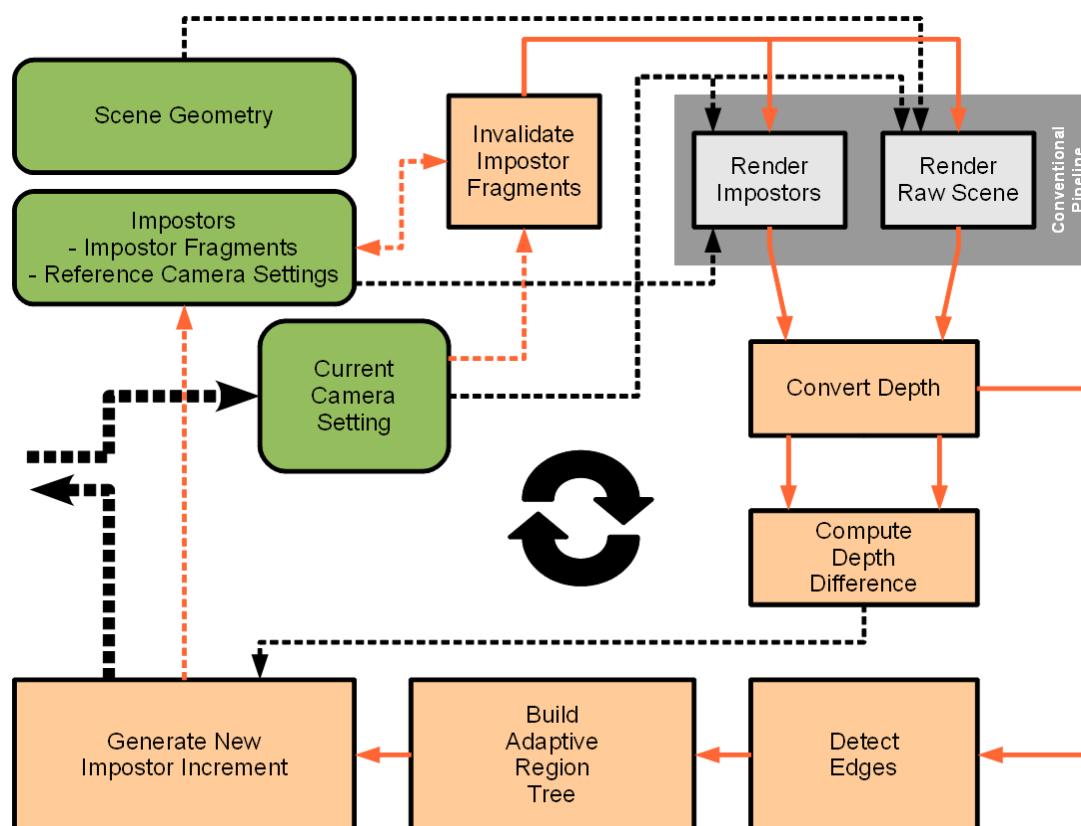 Scene Geometry
Invalidate
Impostor
Fragments
Render
Impostors
Render
Raw Scene
Conventional
Pipeline
Impostors
- Impostor Fragments
- Reference Camera Settings
Current
Camera
Setting
Convert Depth
Compute
Depth
Difference
Generate New
Impostor Increment
Build
Adaptive
Region
Tree
Detect
Edges